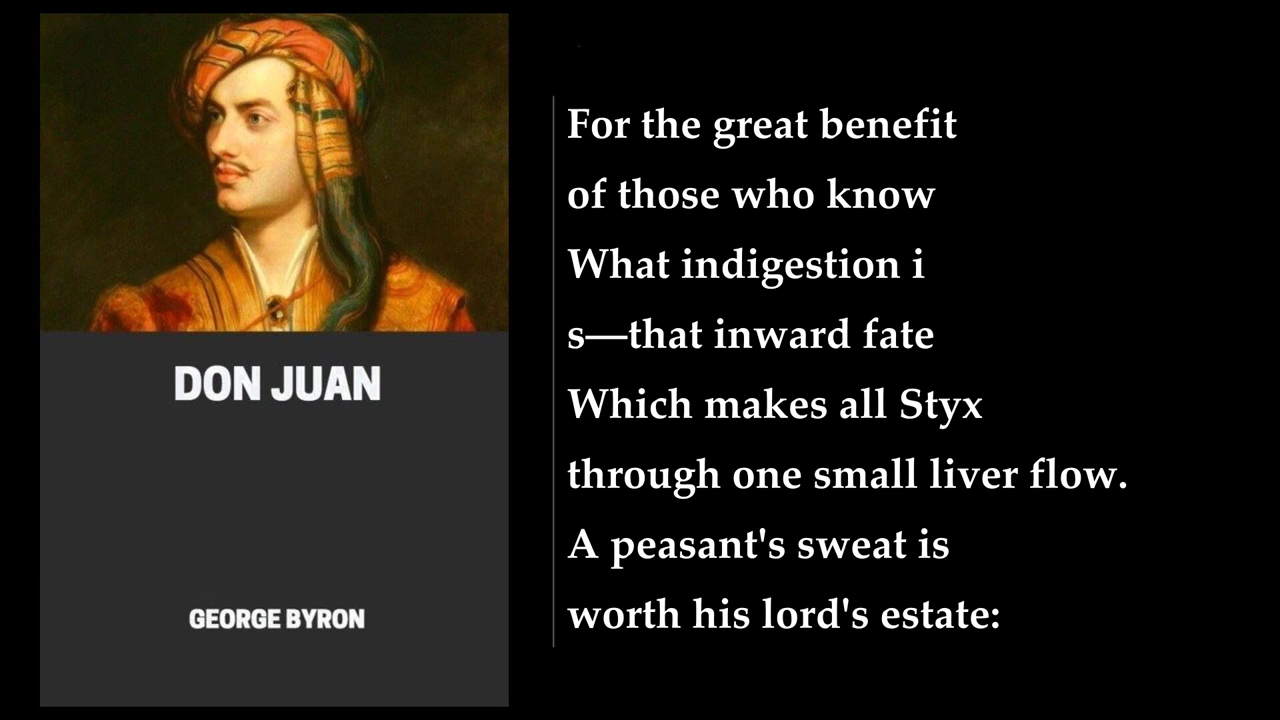 DON JUAN
GEORGE BYRON
For the great benefit
of those who know
What indigestion i
s—that inward fate
Which makes all Styx
through one small liver flow.
A peasant's sweat is
worth his lord's estate: